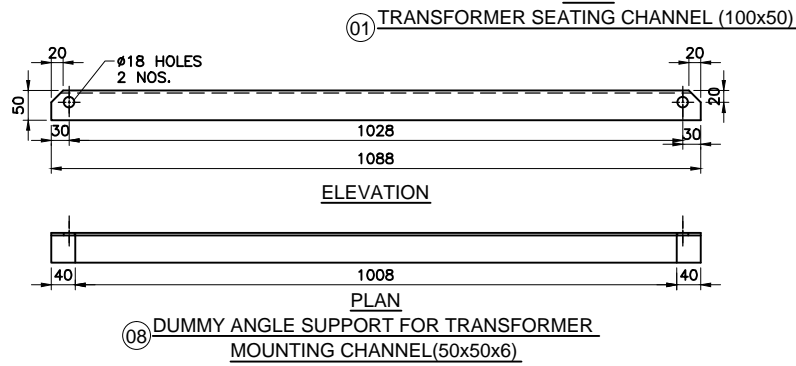 01 TRANSFORMER SEATING CHANNEL (100x50)
20
ø18 HOLES
2 NOS.
20
50
20
30
1028
30
1088
ELEVATION
40
1008
40
PLAN
08 DUMMY ANGLE SUPPORT FOR TRANSFORMER
MOUNTING CHANNEL(50x50x6)